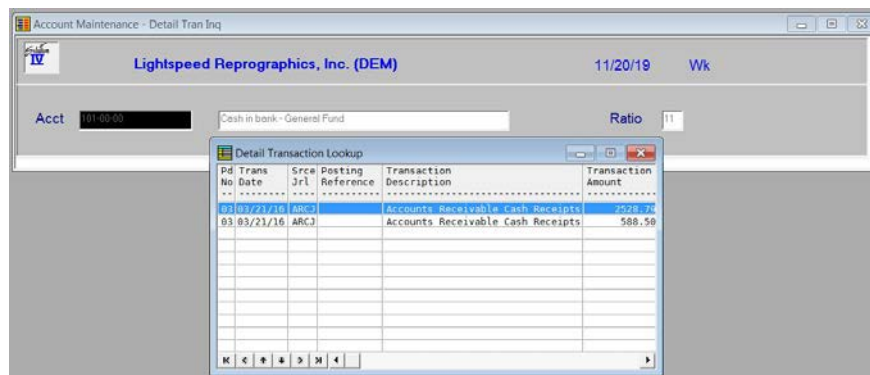 Account Maintenance - Detail Tran Inq
IV
Lightspeed Reprographics, Inc. (DEM) 11/20/19 Wk
Acct 101-00-00 Cash in bank - General Fund Ratio 11
Detail Transaction Lookup
Pd Trans Srce Posting Transaction Transaction
No Date Jrl Reference Description Amount
03 03/21/16 ARCJ Accounts Receivable Cash Receipts 2528.70
03 03/21/16 ARCJ Accounts Receivable Cash Receipts 588.50